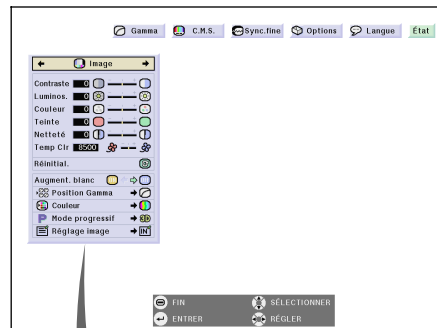 Gamma C.M.S. Sync.fine Options Langue État
Image
Contraste 0
Luminos. 0
Couleur 0
Teinte 0
Netteté 0
Temp Clr 8500
Réinitial.
Augment. blanc
Position Gamma
Couleur
P Mode progressif
Réglage image IN
FIN SÉLECTIONNER
ENTRER RÉGLER